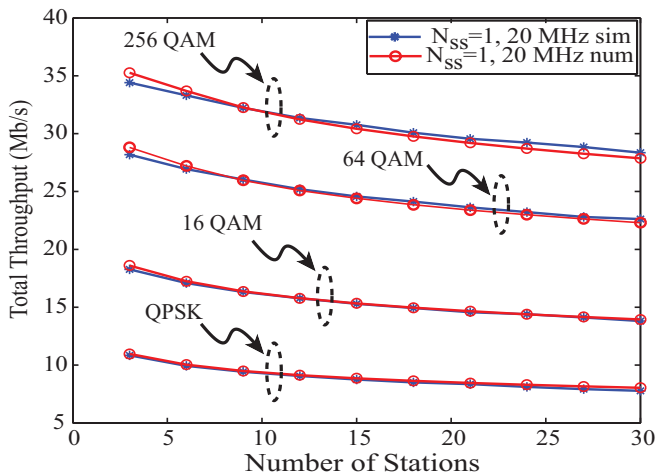 N_SS=1, 20 MHz sim
N_SS=1, 20 MHz num
256 QAM
64 QAM
16 QAM
QPSK
Total Throughput (Mb/s)
40
35
30
25
20
15
10
5
0
5
10
15
20
25
30
Number of Stations